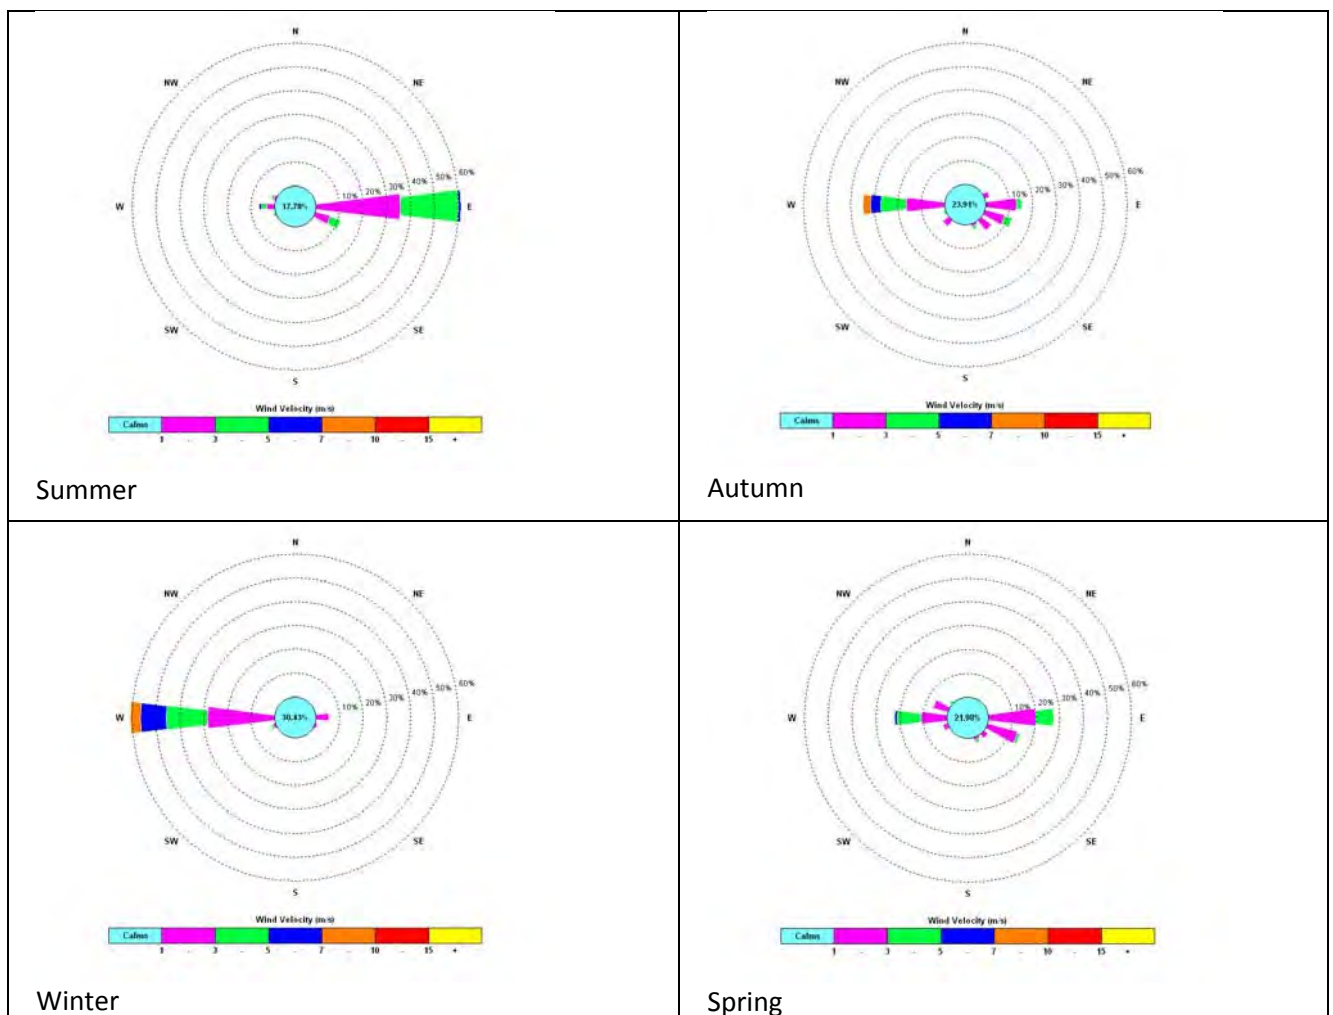 N
NW
NE
10%
20%
30%
40%
50%
60%
W
17.78%
E
SW
SE
S
Wind Velocity (m/s)
Calms
1 - 3 - 5 - 7 - 10 - 15 +
Summer
N
NW
NE
10%
20%
30%
40%
50%
60%
W
23.91%
E
SW
SE
S
Wind Velocity (m/s)
Calms
1 - 3 - 5 - 7 - 10 - 15 +
Autumn
N
NW
NE
10%
20%
30%
40%
50%
60%
W
30.43%
E
SW
SE
S
Wind Velocity (m/s)
Calms
1 - 3 - 5 - 7 - 10 - 15 +
Winter
N
NW
NE
10%
20%
30%
40%
50%
60%
W
21.98%
E
SW
SE
S
Wind Velocity (m/s)
Calms
1 - 3 - 5 - 7 - 10 - 15 +
Spring